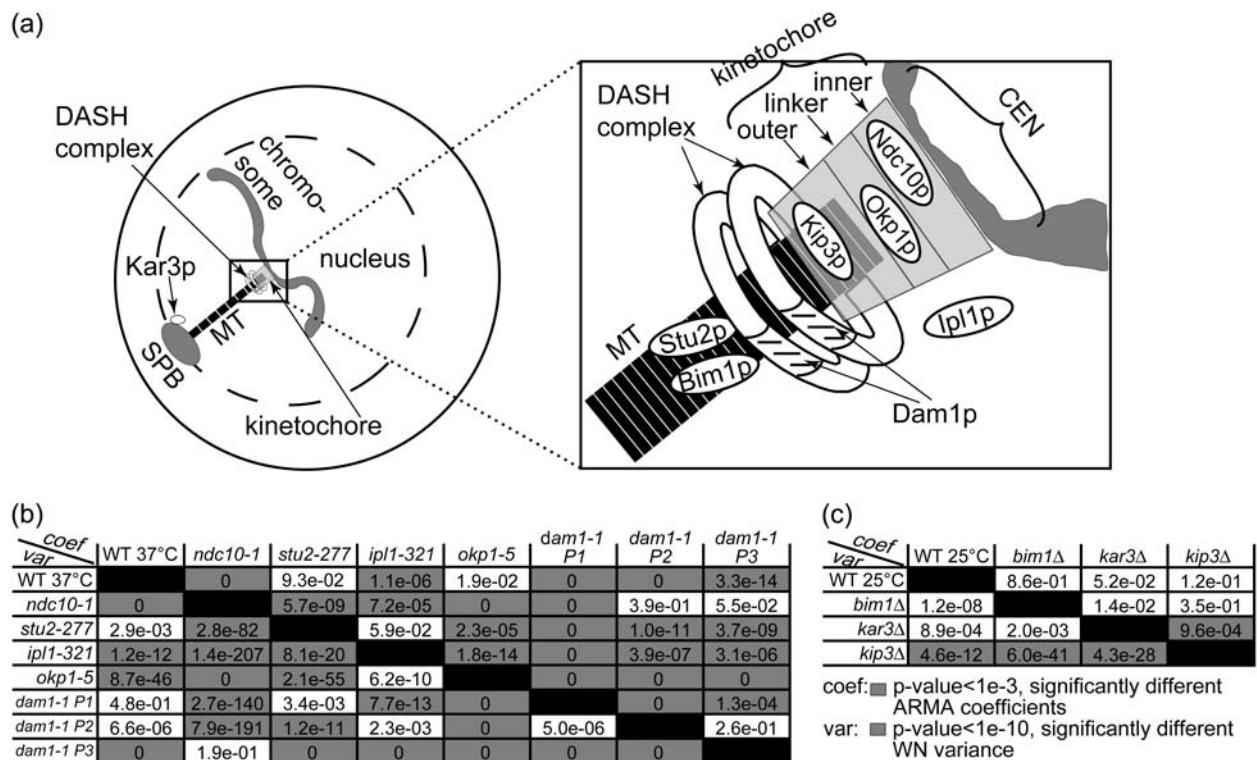 (a)
DASH
complex
chromo-
some
nucleus
Kar3p
MT
SPB
kinetochore
kinetochore
inner
linker
outer
DASH
complex
CEN
Ndc10p
Okp1p
Kip3p
Ipl1p
MT
Stu2p
Bim1p
Dam1p
(b)
coef var WT 37°C ndc10-1 stu2-277 ipl1-321 okp1-5 dam1-1 P1 dam1-1 P2 dam1-1 P3
WT 37°C 0 9.3e-02 1.1e-06 1.9e-02 0 0 3.3e-14
ndc10-1 0 5.7e-09 7.2e-05 0 0 3.9e-01 5.5e-02
stu2-277 2.9e-03 2.8e-82 5.9e-02 2.3e-05 0 1.0e-11 3.7e-09
ipl1-321 1.2e-12 1.4e-207 8.1e-20 1.8e-14 0 3.9e-07 3.1e-06
okp1-5 8.7e-46 0 2.1e-55 6.2e-10 0 0 0
dam1-1 P1 4.8e-01 2.7e-140 3.4e-03 7.7e-13 0 0 1.3e-04
dam1-1 P2 6.6e-06 7.9e-191 1.2e-11 2.3e-03 0 5.0e-06 2.6e-01
dam1-1 P3 0 1.9e-01 0 0 0 0 0
(c)
coef var WT 25°C bim1Δ kar3Δ kip3Δ
WT 25°C 8.6e-01 5.2e-02 1.2e-01
bim1Δ 1.2e-08 1.4e-02 3.5e-01
kar3Δ 8.9e-04 2.0e-03 9.6e-04
kip3Δ 4.6e-12 6.0e-41 4.3e-28
coef: p-value<1e-3, significantly different
ARMA coefficients
var: p-value<1e-10, significantly different
WN variance